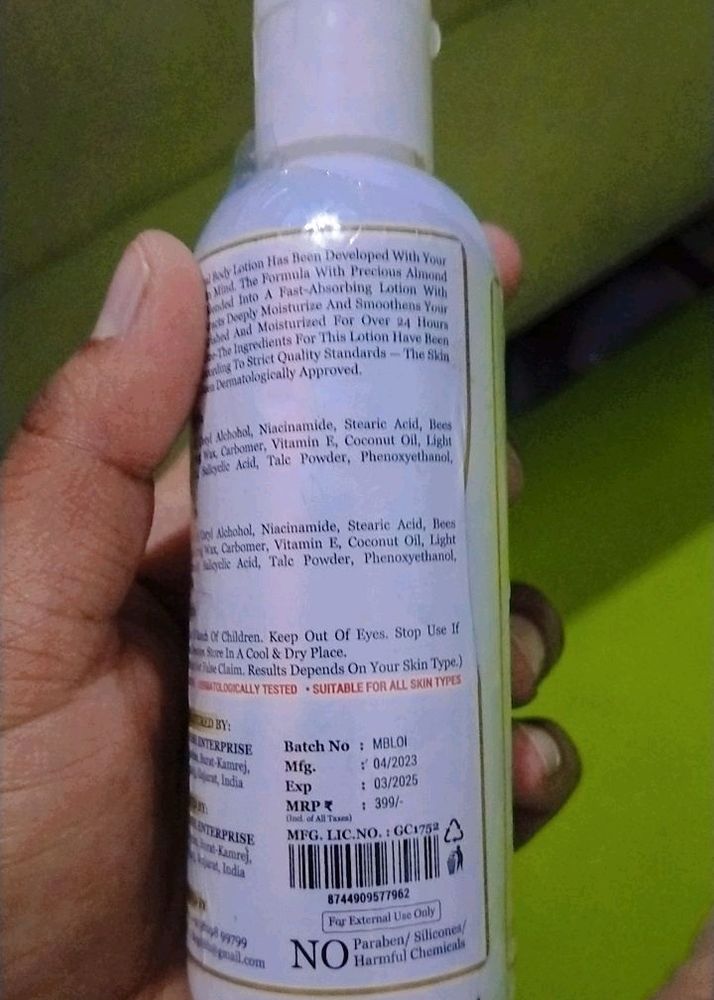 Body Lotion Has Been Developed With Your
Mind. The Formula With Precious Almond
Into A Fast-Absorbing Lotion With
Deeply Moisturize And Smoothens Your
And Moisturized For Over 24 Hours
The Ingredients For This Lotion Have Been
To Strict Quality Standards – The Skin
Dermatologically Approved.
Alchohol, Niacinamide, Stearic Acid, Bees
Wax, Carbomer, Vitamin E, Coconut Oil, Light
Salicylic Acid, Talc Powder, Phenoxyethanol,
Alchohol, Niacinamide, Stearic Acid, Bees
Wax, Carbomer, Vitamin E, Coconut Oil, Light
Salicylic Acid, Talc Powder, Phenoxyethanol,
Of Children. Keep Out Of Eyes. Stop Use If
Store In A Cool & Dry Place.
False Claim. Results Depends On Your Skin Type.)
TESTED • SUITABLE FOR ALL SKIN TYPES
BY:
ENTERPRISE
Surat-Kamrej,
Gujarat, India
BY:
ENTERPRISE
Surat-Kamrej,
Gujarat, India
99799
@gmail.com
Batch No : MBL01
Mfg. : 04/2023
Exp : 03/2025
MRP ₹ : 399/-
(Incl. of All Taxes)
MFG. LIC.NO. : GC1752
8744909577962
For External Use Only
NO Paraben/ Silicones/
Harmful Chemicals